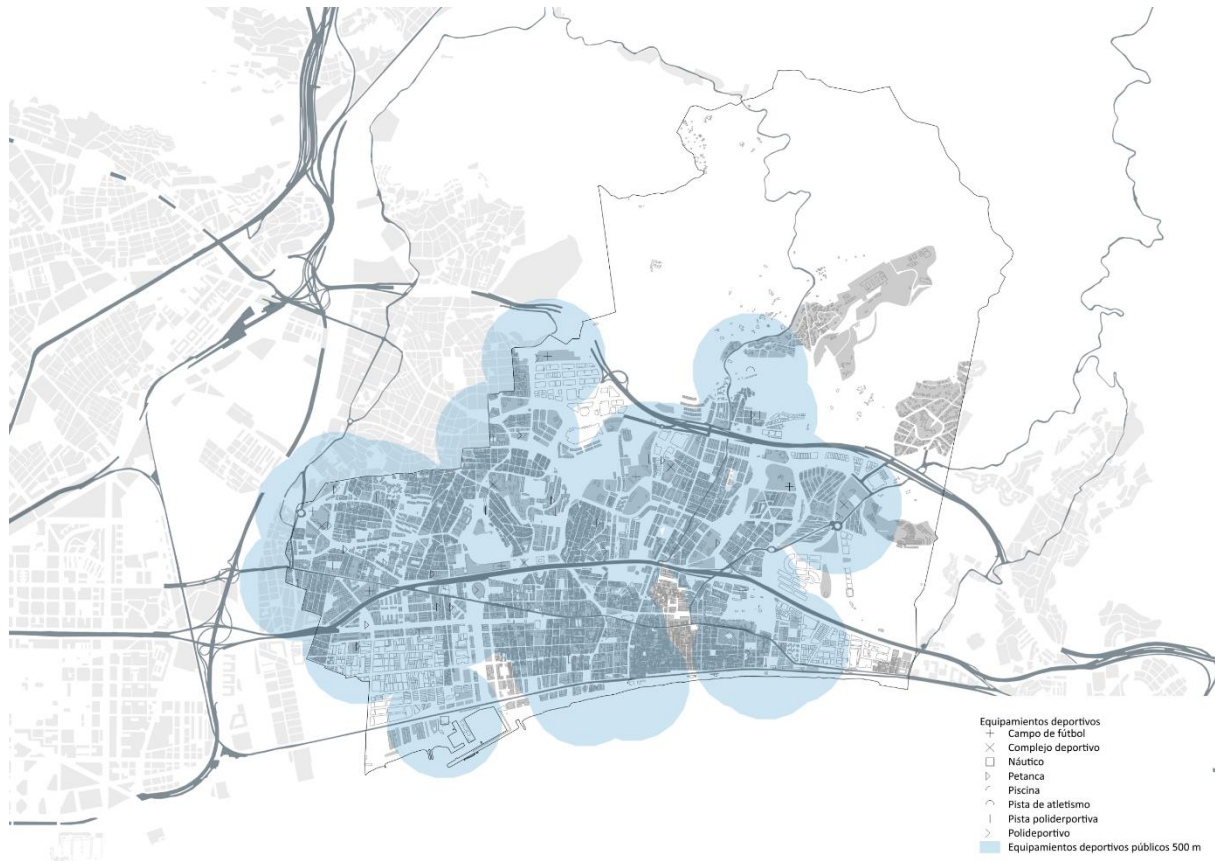 Equipamientos deportivos
Campo de fútbol
Complejo deportivo
Náutico
Petanca
Piscina
Pista de atletismo
Pista poliderportiva
Polideportivo
Equipamientos deportivos públicos 500 m